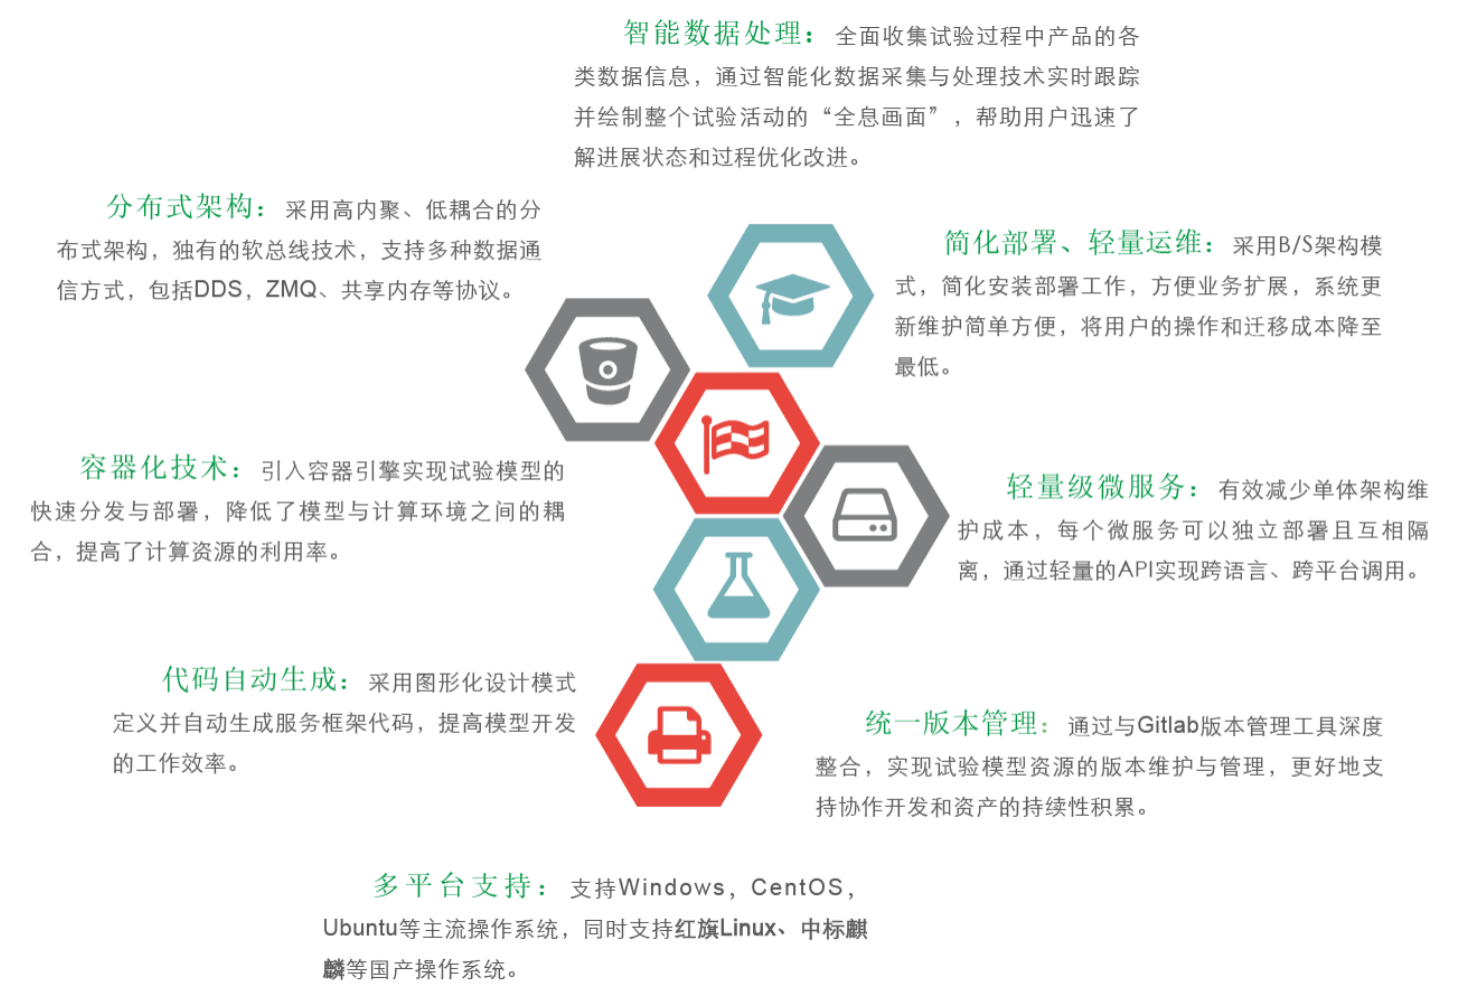 智能数据处理：全面收集试验过程中产品的各
类数据信息，通过智能化数据采集与处理技术实时跟踪
并绘制整个试验活动的“全息画面”，帮助用户迅速了
解进展状态和过程优化改进。
分布式架构：采用高内聚、低耦合的分
布式架构，独有的软总线技术，支持多种数据通
信方式，包括DDS，ZMQ、共享内存等协议。
简化部署、轻量运维：采用B/S架构模
式，简化安装部署工作，方便业务扩展，系统更
新维护简单方便，将用户的操作和迁移成本降至
最低。
容器化技术：引入容器引擎实现试验模型的
快速分发与部署，降低了模型与计算环境之间的耦
合，提高了计算资源的利用率。
轻量级微服务：有效减少单体架构维
护成本，每个微服务可以独立部署且互相隔
离，通过轻量的API实现跨语言、跨平台调用。
代码自动生成：采用图形化设计模式
定义并自动生成服务框架代码，提高模型开发
的工作效率。
统一版本管理：通过与Gitlab版本管理工具深度
整合，实现试验模型资源的版本维护与管理，更好地支
持协作开发和资产的持续性积累。
多平台支持：支持Windows，CentOS，
Ubuntu等主流操作系统，同时支持红旗Linux、中标麒
麟等国产操作系统。